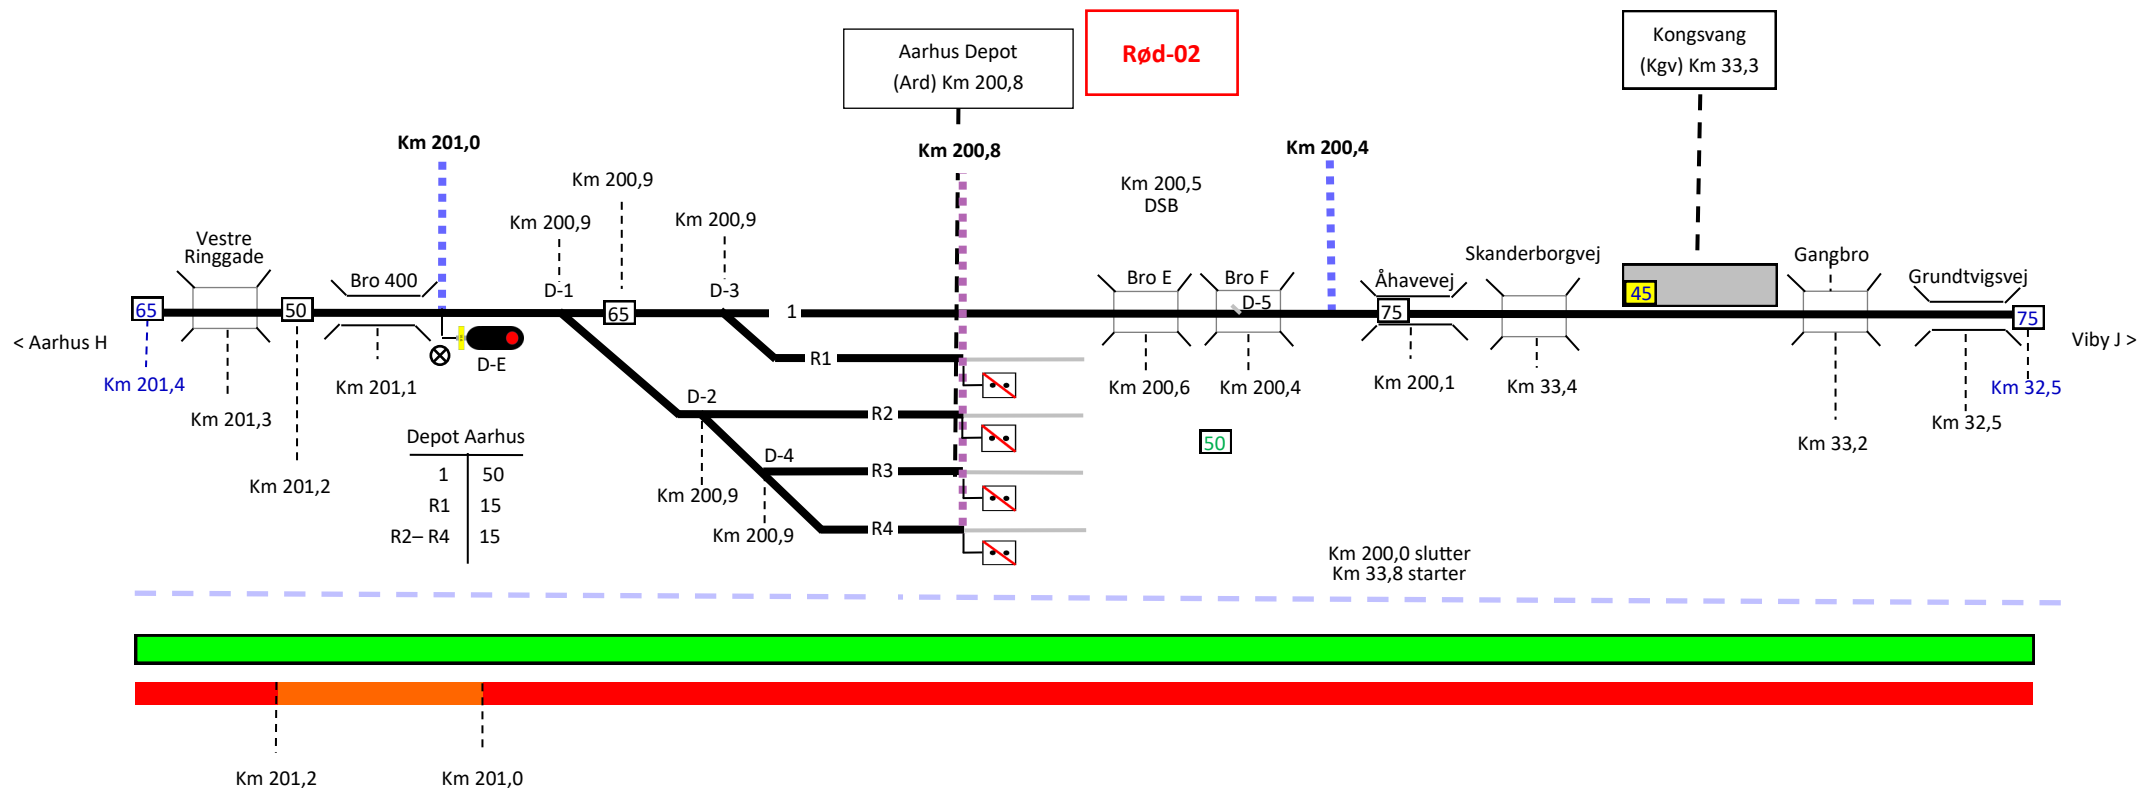 Aarhus Depot
(Ard) Km 200,8
Rød-02
Kongsvang
(Kgv) Km 33,3
Km 201,0
Km 200,8
Km 200,4
Km 200,9
Km 200,9
Km 200,9
Km 200,5
DSB
Vestre
Ringgade
Bro 400
D-1
D-3
Bro E
Bro F
D-5
Åhavevej
Skanderborgvej
Gangbro
Grundtvigsvej
65
50
65
1
75
45
75
< Aarhus H
Viby J >
D-E
R1
Km 201,4
Km 201,3
Km 201,1
Km 200,6
Km 200,4
Km 200,1
Km 33,4
Km 32,5
Km 32,5
Km 33,2
D-2
R2
50
Km 201,2
Depot Aarhus
1 50
R1 15
R2– R4 15
D-4
R3
Km 200,9
Km 200,9
R4
Km 200,0 slutter
Km 33,8 starter
Km 201,2
Km 201,0